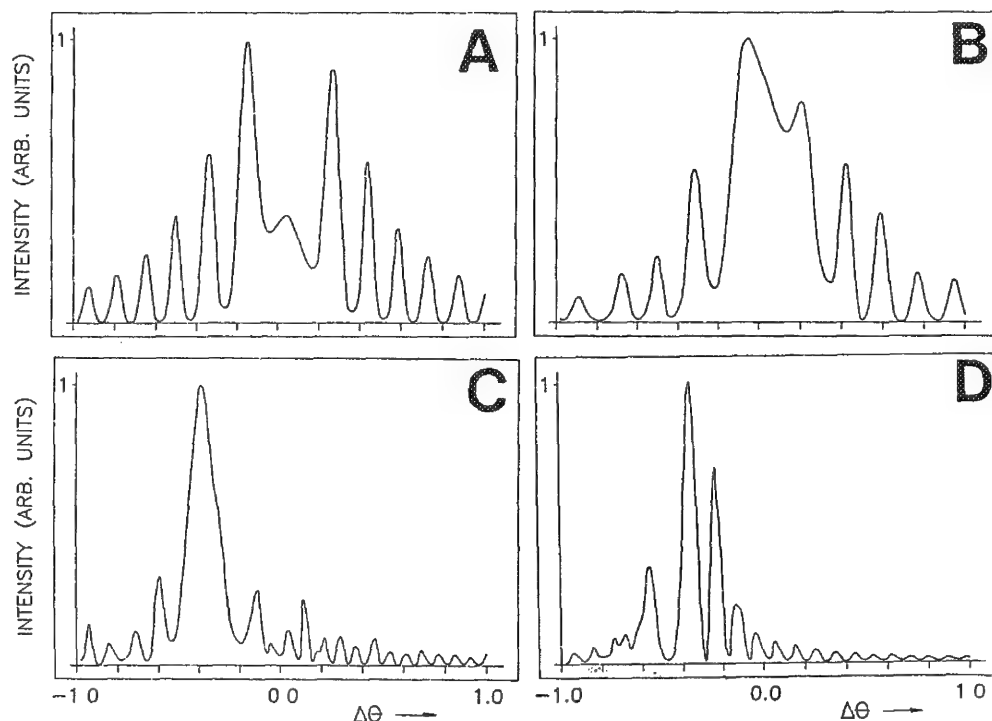 A
B
1
1
INTENSITY (ARB. UNITS)
C
D
1
1
INTENSITY (ARB. UNITS)
-1.0
0.0
1.0
-1.0
0.0
1.0
Δθ
Δθ